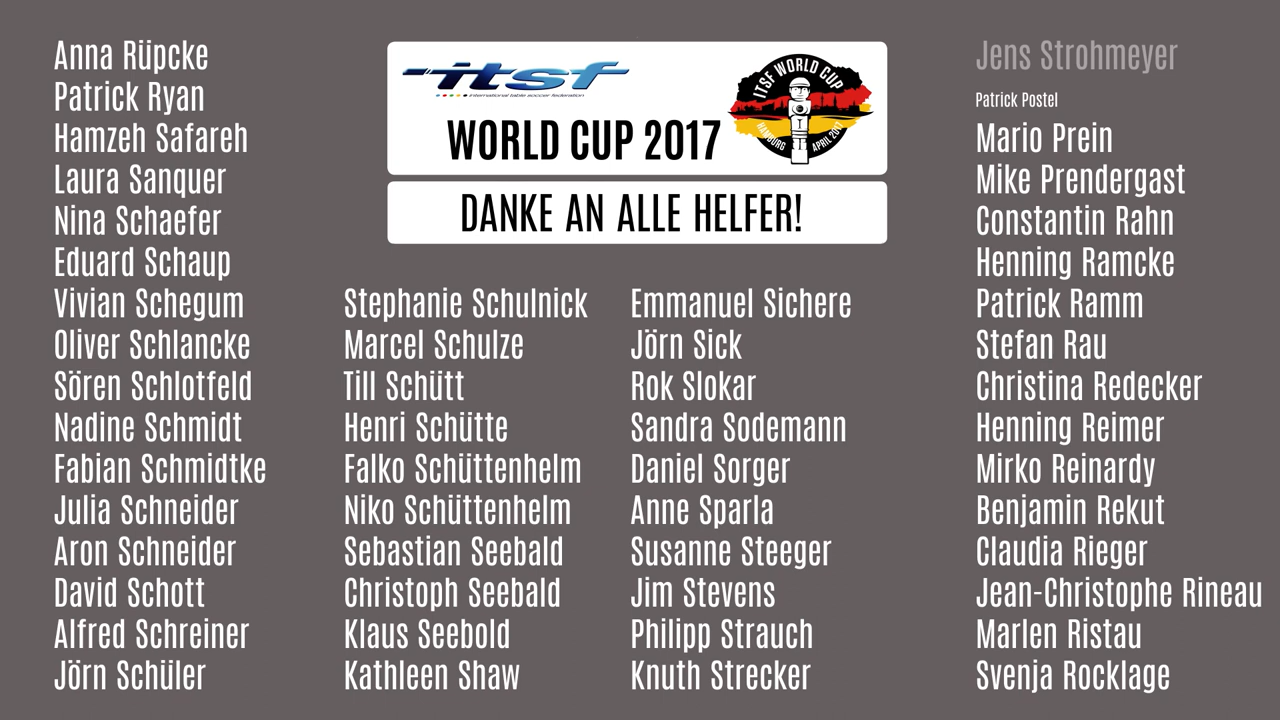 Anna Rüpcke
Patrick Ryan
Hamzeh Safareh
Laura Sanquer
Nina Schaefer
Eduard Schaup
Vivian Schegum
Oliver Schlancke
Sören Schlotfeld
Nadine Schmidt
Fabian Schmidtke
Julia Schneider
Aron Schneider
David Schott
Alfred Schreiner
Jörn Schüler
itsf
international table soccer federation
WORLD CUP 2017
ITSF WORLD CUP
HAMBURG APRIL 2017
DANKE AN ALLE HELFER!
Stephanie Schulnick
Marcel Schulze
Till Schütt
Henri Schütte
Falko Schüttenhelm
Niko Schüttenhelm
Sebastian Seebald
Christoph Seebald
Klaus Seebold
Kathleen Shaw
Emmanuel Sichere
Jörn Sick
Rok Slokar
Sandra Sodemann
Daniel Sorger
Anne Sparla
Susanne Steeger
Jim Stevens
Philipp Strauch
Knuth Strecker
Jens Strohmeyer
Patrick Postel
Mario Prein
Mike Prendergast
Constantin Rahn
Henning Ramcke
Patrick Ramm
Stefan Rau
Christina Redecker
Henning Reimer
Mirko Reinardy
Benjamin Rekut
Claudia Rieger
Jean-Christophe Rineau
Marlen Ristau
Svenja Rocklage